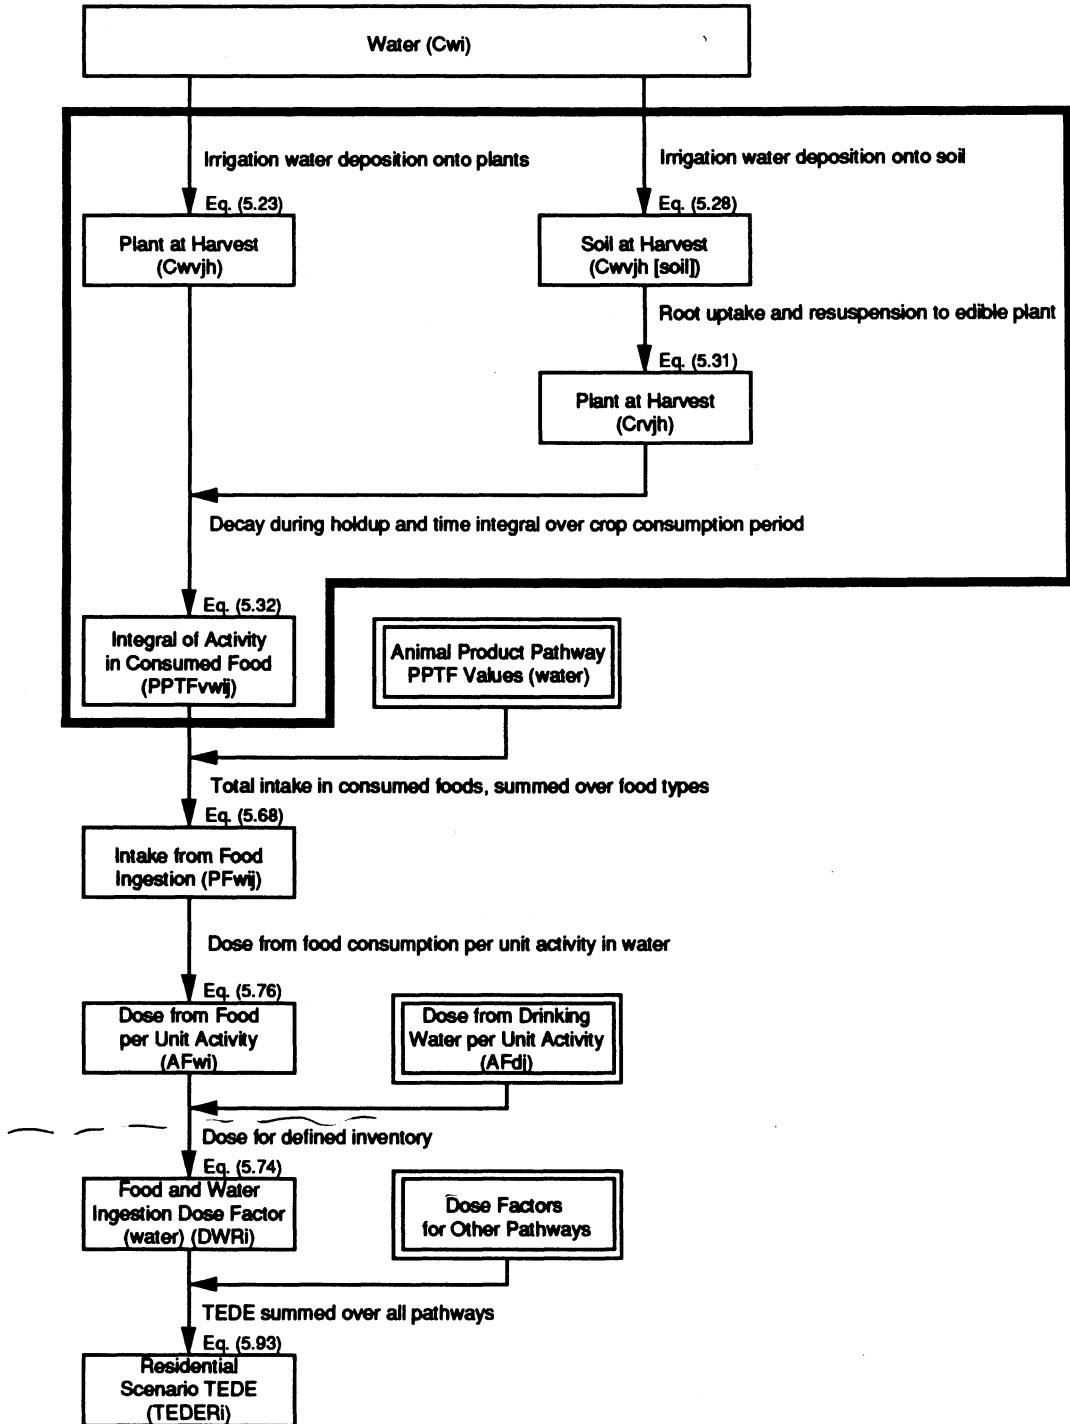 Water (Cwi)
Irrigation water deposition onto plants
Irrigation water deposition onto soil
Eq. (5.23)
Eq. (5.28)
Plant at Harvest
(Cwvjh)
Soil at Harvest
(Cwvjh [soil])
Root uptake and resuspension to edible plant
Eq. (5.31)
Plant at Harvest
(Crvjh)
Decay during holdup and time integral over crop consumption period
Eq. (5.32)
Integral of Activity
in Consumed Food
(PPTFvwij)
Animal Product Pathway
PPTF Values (water)
Total intake in consumed foods, summed over food types
Eq. (5.68)
Intake from Food
Ingestion (PFwij)
Dose from food consumption per unit activity in water
Eq. (5.76)
Dose from Food
per Unit Activity
(AFwi)
Dose from Drinking
Water per Unit Activity
(AFdj)
Dose for defined inventory
Eq. (5.74)
Food and Water
Ingestion Dose Factor
(water) (DWRi)
Dose Factors
for Other Pathways
TEDE summed over all pathways
Eq. (5.93)
Residential
Scenario TEDE
(TEDERi)